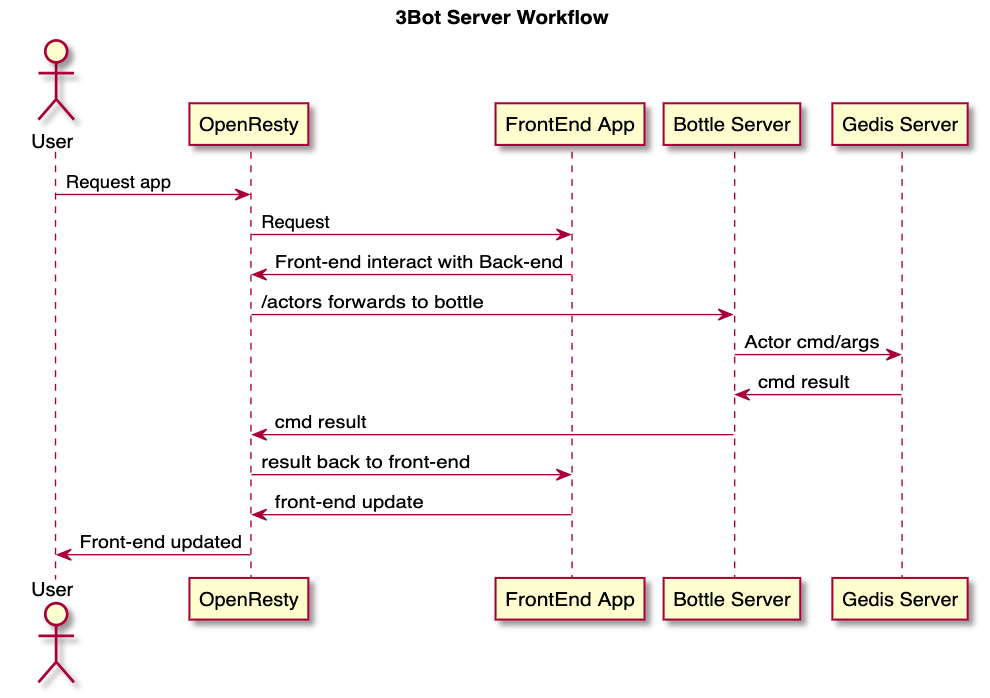 3Bot Server Workflow
User
OpenResty
FrontEnd App
Bottle Server
Gedis Server
Request app
Request
Front-end interact with Back-end
/actors forwards to bottle
Actor cmd/args
cmd result
cmd result
result back to front-end
front-end update
Front-end updated
User
OpenResty
FrontEnd App
Bottle Server
Gedis Server